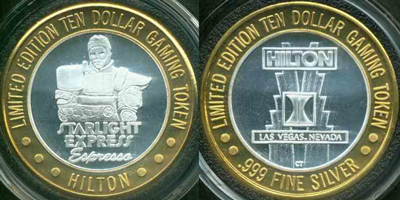 LIMITED EDITION TEN DOLLAR GAMING TOKEN
STARLIGHT
EXPRESS
Espresso
HILTON
LIMITED EDITION TEN DOLLAR GAMING TOKEN
HILTON
LAS VEGAS, NEVADA
CT
.999 FINE SILVER